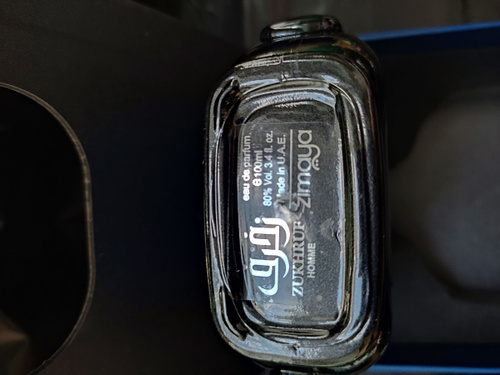 زخرف
ZUKHRUF
HOMME
Zimaya
eau de parfum
e 100ml
80% Vol. 3.4 fl. oz.
Made in U.A.E.